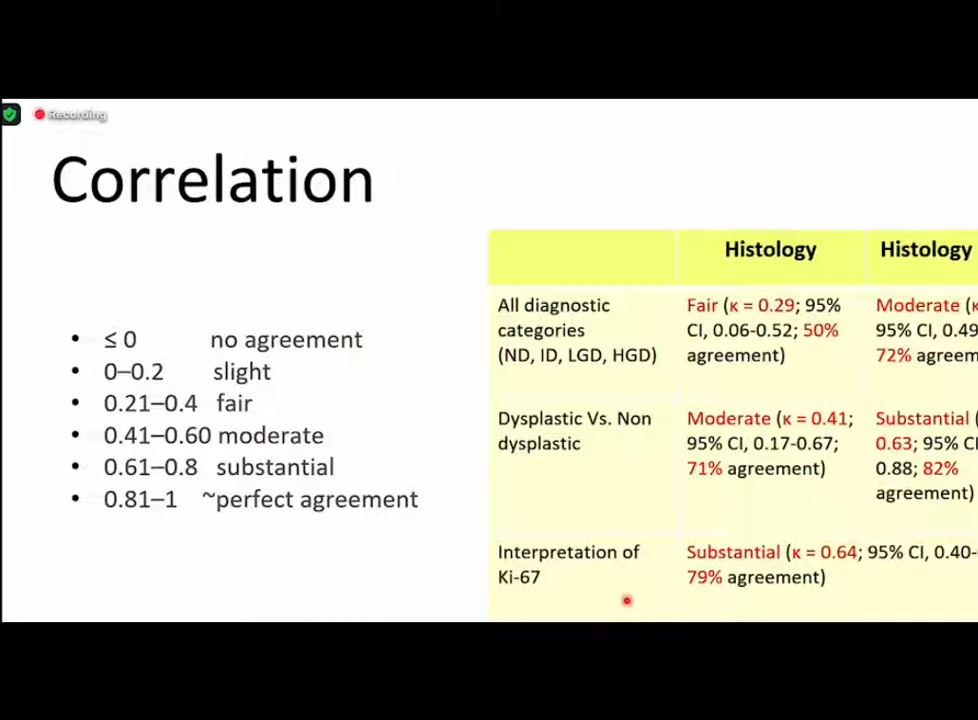 Recording
Correlation
• ≤ 0 no agreement
• 0–0.2 slight
• 0.21–0.4 fair
• 0.41–0.60 moderate
• 0.61–0.8 substantial
• 0.81–1 ~perfect agreement
Histology Histology
All diagnostic
categories
(ND, ID, LGD, HGD)
Fair (κ = 0.29; 95%
CI, 0.06-0.52; 50%
agreement)
Moderate (κ
95% CI, 0.49
72% agreem
Dysplastic Vs. Non
dysplastic
Moderate (κ = 0.41;
95% CI, 0.17-0.67;
71% agreement)
Substantial (
0.63; 95% CI
0.88; 82%
agreement)
Interpretation of
Ki-67
Substantial (κ = 0.64; 95% CI, 0.40-
79% agreement)